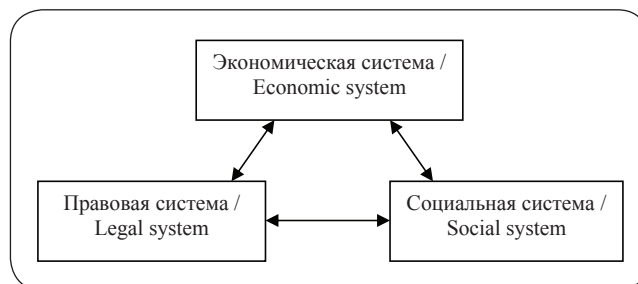 Экономическая система /
Economic system
Правовая система /
Legal system
Социальная система /
Social system